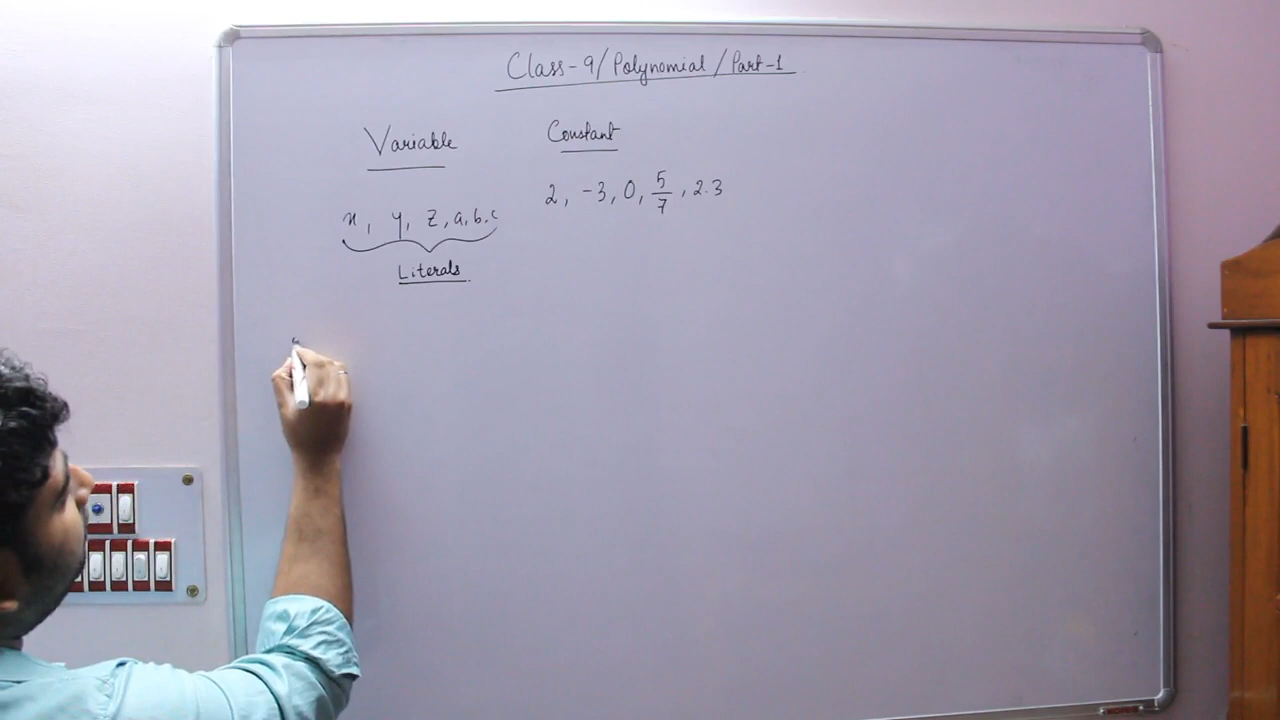 Class-9/Polynomial/Part-1
Variable Constant
2, -3, 0, 5/7, 2.3
x, y, z, a, b, c
Literals